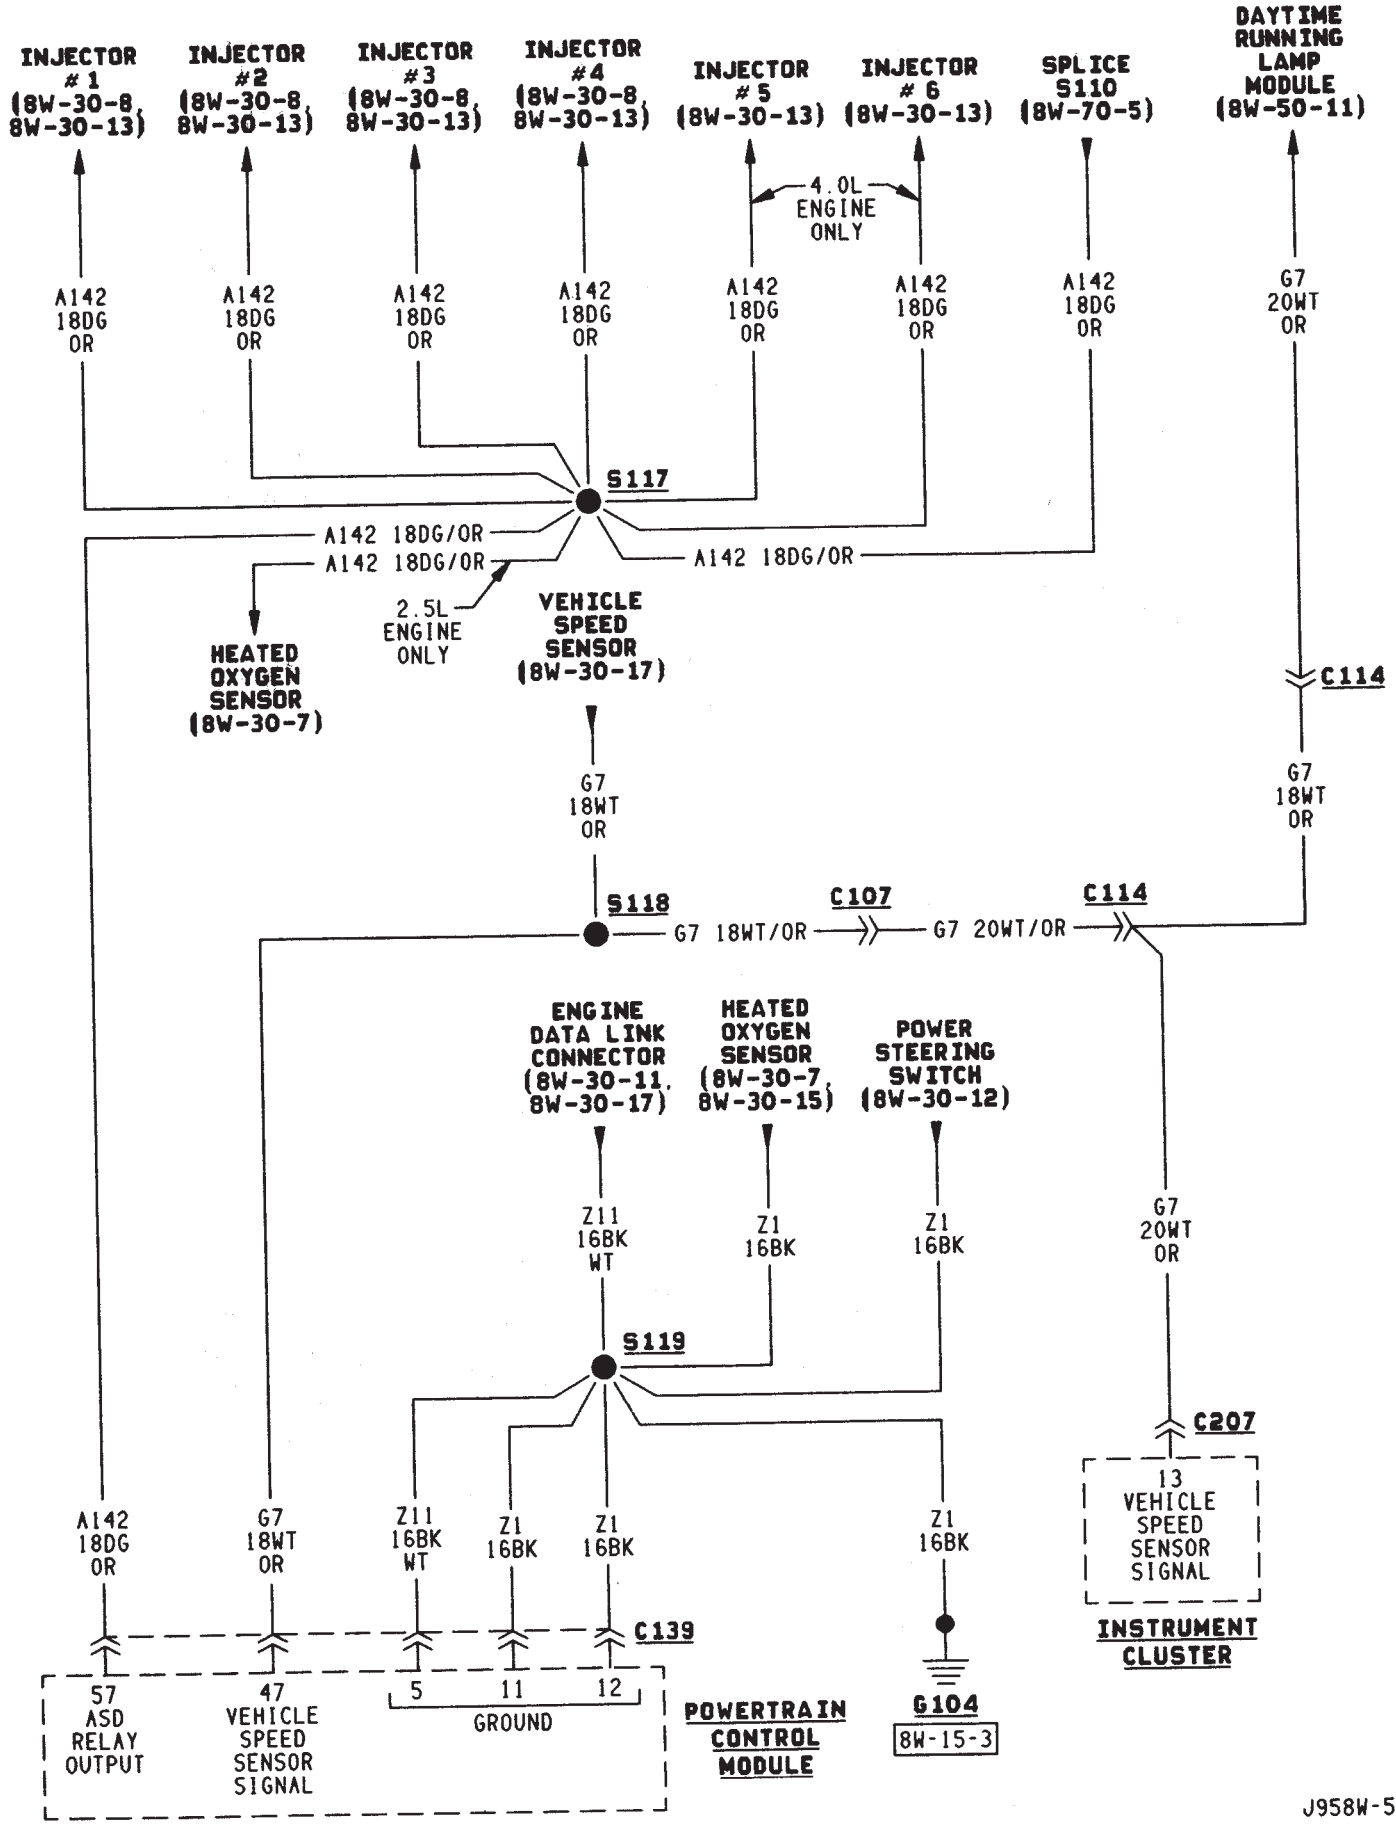 INJECTOR
#1
(8W-30-8,
8W-30-13)
INJECTOR
#2
(8W-30-8,
8W-30-13)
INJECTOR
#3
(8W-30-8,
8W-30-13)
INJECTOR
#4
(8W-30-8,
8W-30-13)
INJECTOR
#5
(8W-30-13)
INJECTOR
#6
(8W-30-13)
SPLICE
S110
(8W-70-5)
DAYTIME
RUNNING
LAMP
MODULE
(8W-50-11)
4.0L
ENGINE
ONLY
A142
18DG
OR
A142
18DG
OR
A142
18DG
OR
A142
18DG
OR
A142
18DG
OR
A142
18DG
OR
A142
18DG
OR
G7
20WT
OR
S117
A142 18DG/OR
A142 18DG/OR
A142 18DG/OR
2.5L
ENGINE
ONLY
HEATED
OXYGEN
SENSOR
(8W-30-7)
VEHICLE
SPEED
SENSOR
(8W-30-17)
C114
G7
18WT
OR
G7
18WT
OR
S118
G7 18WT/OR
C107
G7 20WT/OR
C114
ENGINE
DATA LINK
CONNECTOR
(8W-30-11,
8W-30-17)
HEATED
OXYGEN
SENSOR
(8W-30-7,
8W-30-15)
POWER
STEERING
SWITCH
(8W-30-12)
Z11
16BK
WT
Z1
16BK
Z1
16BK
G7
20WT
OR
S119
C207
13
VEHICLE
SPEED
SENSOR
SIGNAL
INSTRUMENT
CLUSTER
A142
18DG
OR
G7
18WT
OR
Z11
16BK
WT
Z1
16BK
Z1
16BK
Z1
16BK
C139
57
ASD
RELAY
OUTPUT
47
VEHICLE
SPEED
SENSOR
SIGNAL
5
11
12
GROUND
POWERTRAIN
CONTROL
MODULE
G104
8W-15-3
J958W-5